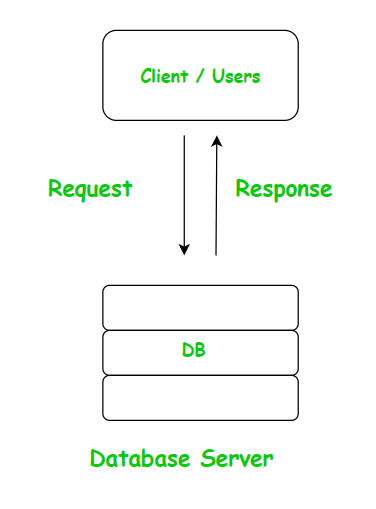 Client / Users
Request
Response
DB
Database Server